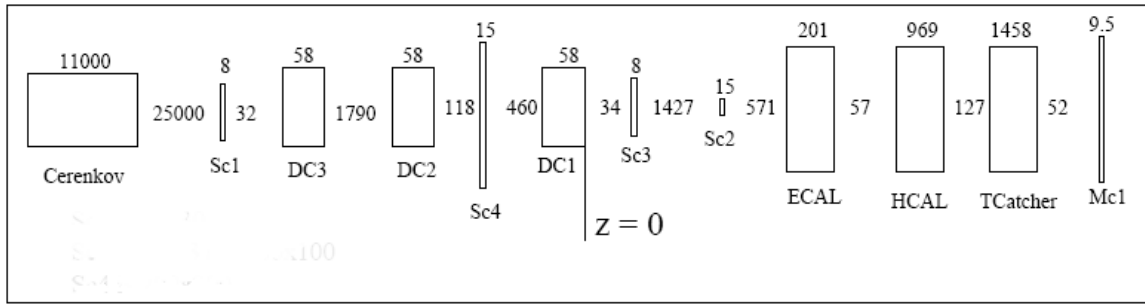 11000 8 58 58 15 58 8 15 201 969 1458 9.5
25000 32 1790 118 460 34 1427 571 57 127 52
Cerenkov Sc1 DC3 DC2 Sc4 DC1 Sc3 Sc2 ECAL HCAL TCatcher Mc1
z = 0